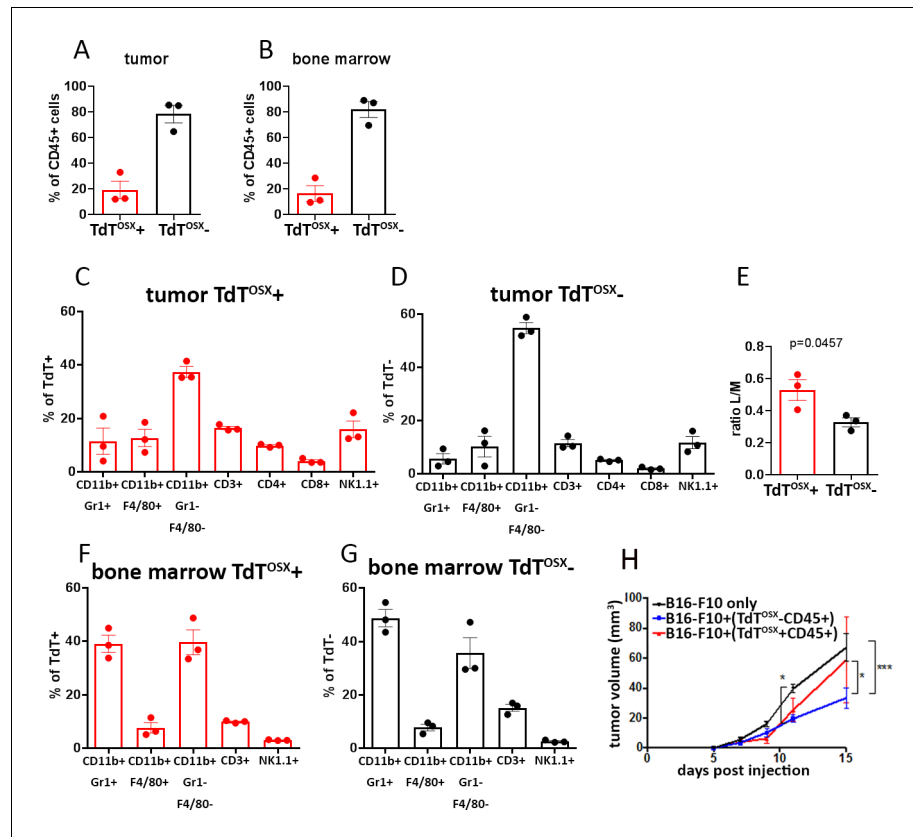 A
tumor
% of CD45+ cells
100
80
60
40
20
0
TdT^OSX+
TdT^OSX-
B
bone marrow
% of CD45+ cells
100
80
60
40
20
0
TdT^OSX+
TdT^OSX-
C
tumor TdT^OSX+
% of TdT+
60
40
20
0
CD11b+ CD11b+ CD11b+ CD3+ CD4+ CD8+ NK1.1+
Gr1+ F4/80+ Gr1-
F4/80-
D
tumor TdT^OSX-
% of TdT-
60
40
20
0
CD11b+ CD11b+ CD11b+ CD3+ CD4+ CD8+ NK1.1+
Gr1+ F4/80+ Gr1-
F4/80-
E
p=0.0457
ratio L/M
0.8
0.6
0.4
0.2
0.0
TdT^OSX+
TdT^OSX-
F
bone marrow TdT^OSX+
% of TdT+
60
40
20
0
CD11b+ CD11b+ CD11b+ CD3+ NK1.1+
Gr1+ F4/80+ Gr1-
F4/80-
G
bone marrow TdT^OSX-
% of TdT-
60
40
20
0
CD11b+ CD11b+ CD11b+ CD3+ NK1.1+
Gr1+ F4/80+ Gr1-
F4/80-
H
tumor volume (mm³)
100
80
60
40
20
0
B16-F10 only
B16-F10+(TdT^OSX-CD45+)
B16-F10+(TdT^OSX+CD45+)
*
*
***
0 5 10 15
days post injection